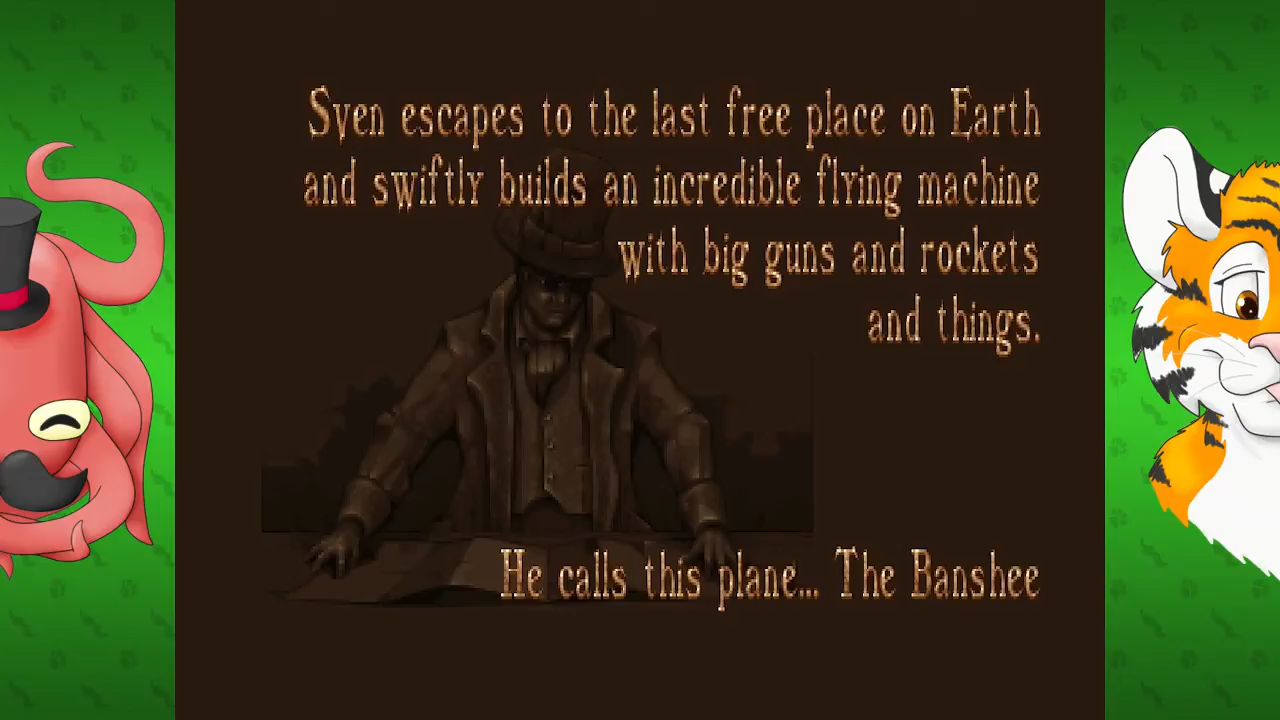 Sven escapes to the last free place on Earth
and swiftly builds an incredible flying machine
with big guns and rockets
and things.
He calls this plane... The Banshee